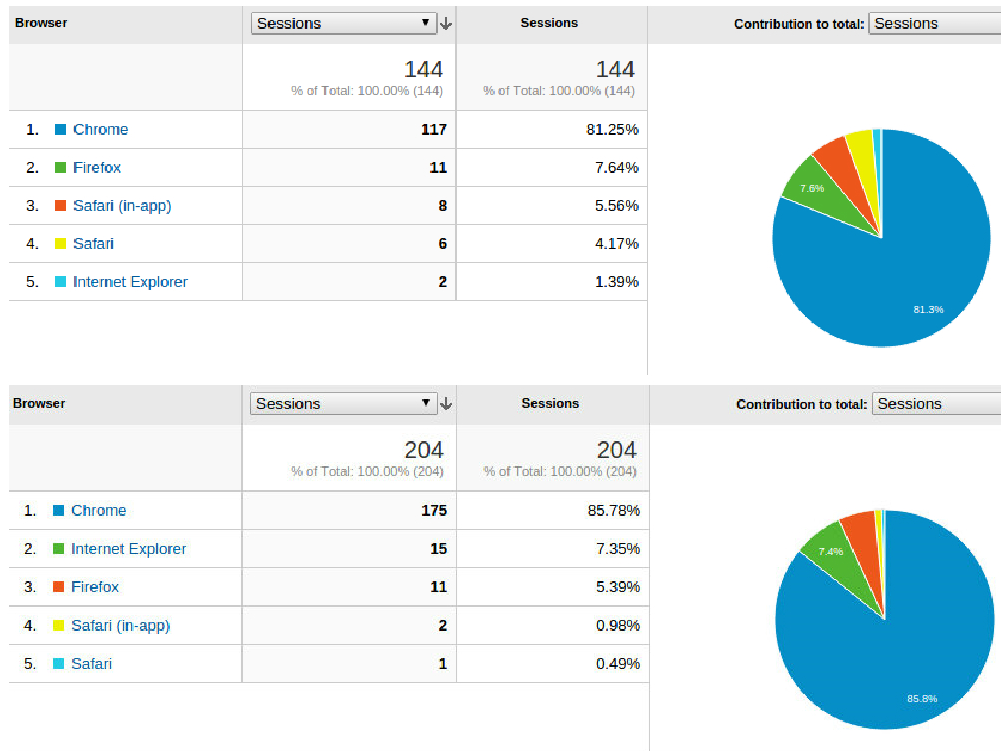 Browser Sessions Sessions Contribution to total: Sessions
144 144
% of Total: 100.00% (144) % of Total: 100.00% (144)
1. Chrome 117 81.25%
2. Firefox 11 7.64%
3. Safari (in-app) 8 5.56%
4. Safari 6 4.17%
5. Internet Explorer 2 1.39%
7.6%
81.3%
Browser Sessions Sessions Contribution to total: Sessions
204 204
% of Total: 100.00% (204) % of Total: 100.00% (204)
1. Chrome 175 85.78%
2. Internet Explorer 15 7.35%
3. Firefox 11 5.39%
4. Safari (in-app) 2 0.98%
5. Safari 1 0.49%
7.4%
85.8%